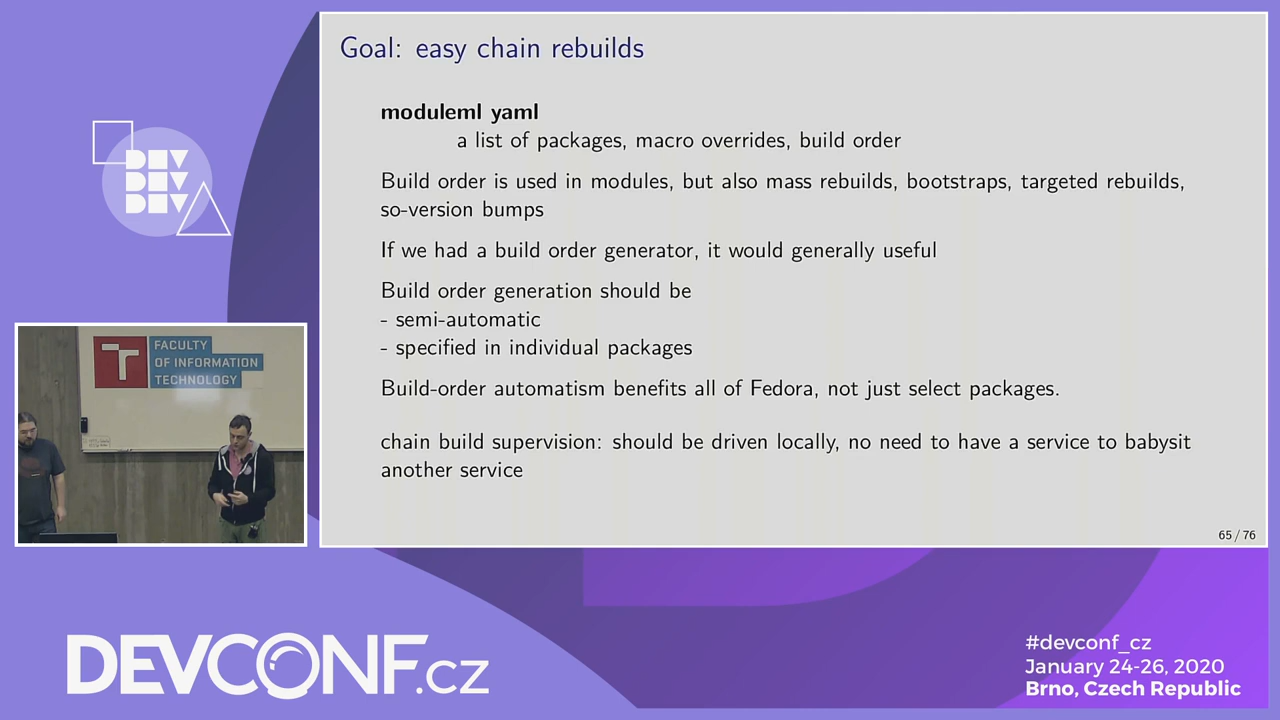 Goal: easy chain rebuilds
moduleml yaml
a list of packages, macro overrides, build order
Build order is used in modules, but also mass rebuilds, bootstraps, targeted rebuilds,
so-version bumps
If we had a build order generator, it would generally useful
Build order generation should be
- semi-automatic
- specified in individual packages
Build-order automatism benefits all of Fedora, not just select packages.
chain build supervision: should be driven locally, no need to have a service to babysit
another service
65 / 76
DEV
DEV
DEV
FACULTY
OF INFORMATION
TECHNOLOGY
DEVCONF.cz
#devconf_cz
January 24-26, 2020
Brno, Czech Republic